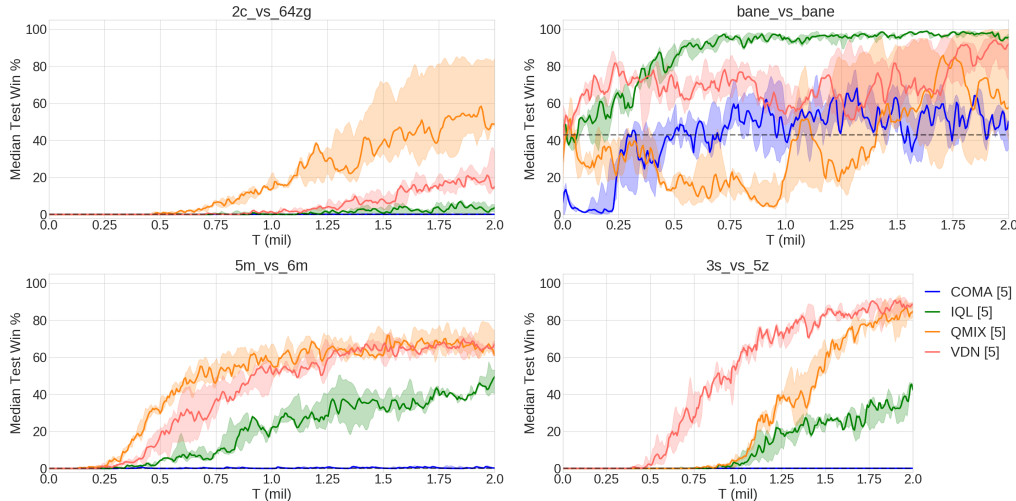 2c_vs_64zg
Median Test Win %
100
80
60
40
20
0
0.0 0.25 0.5 0.75 1.0 1.25 1.5 1.75 2.0
T (mil)
bane_vs_bane
Median Test Win %
100
80
60
40
20
0
0.0 0.25 0.5 0.75 1.0 1.25 1.5 1.75 2.0
T (mil)
5m_vs_6m
Median Test Win %
100
80
60
40
20
0
0.0 0.25 0.5 0.75 1.0 1.25 1.5 1.75 2.0
T (mil)
3s_vs_5z
Median Test Win %
100
80
60
40
20
0
0.0 0.25 0.5 0.75 1.0 1.25 1.5 1.75 2.0
T (mil)
COMA [5]
IQL [5]
QMIX [5]
VDN [5]